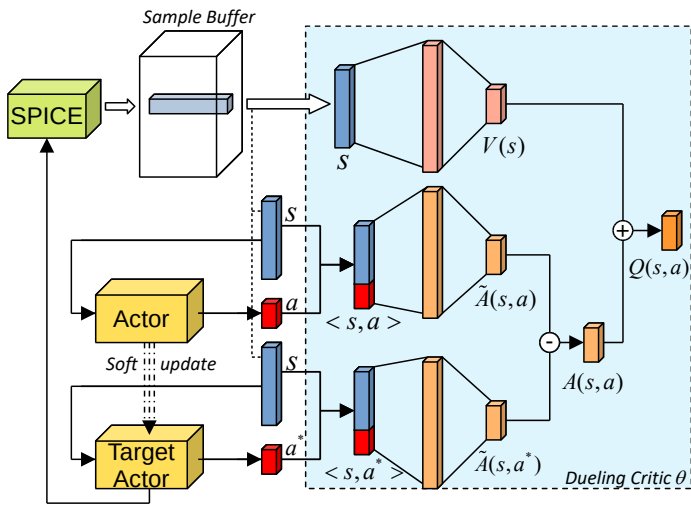 Sample Buffer
SPICE
S
V(s)
S
Ã(s,a)
Q(s,a)
a
< s,a >
Actor
A(s,a)
Soft update
S
Target
Actor
a*
< s,a* >
Ã(s,a*)
Dueling Critic θ
+
-